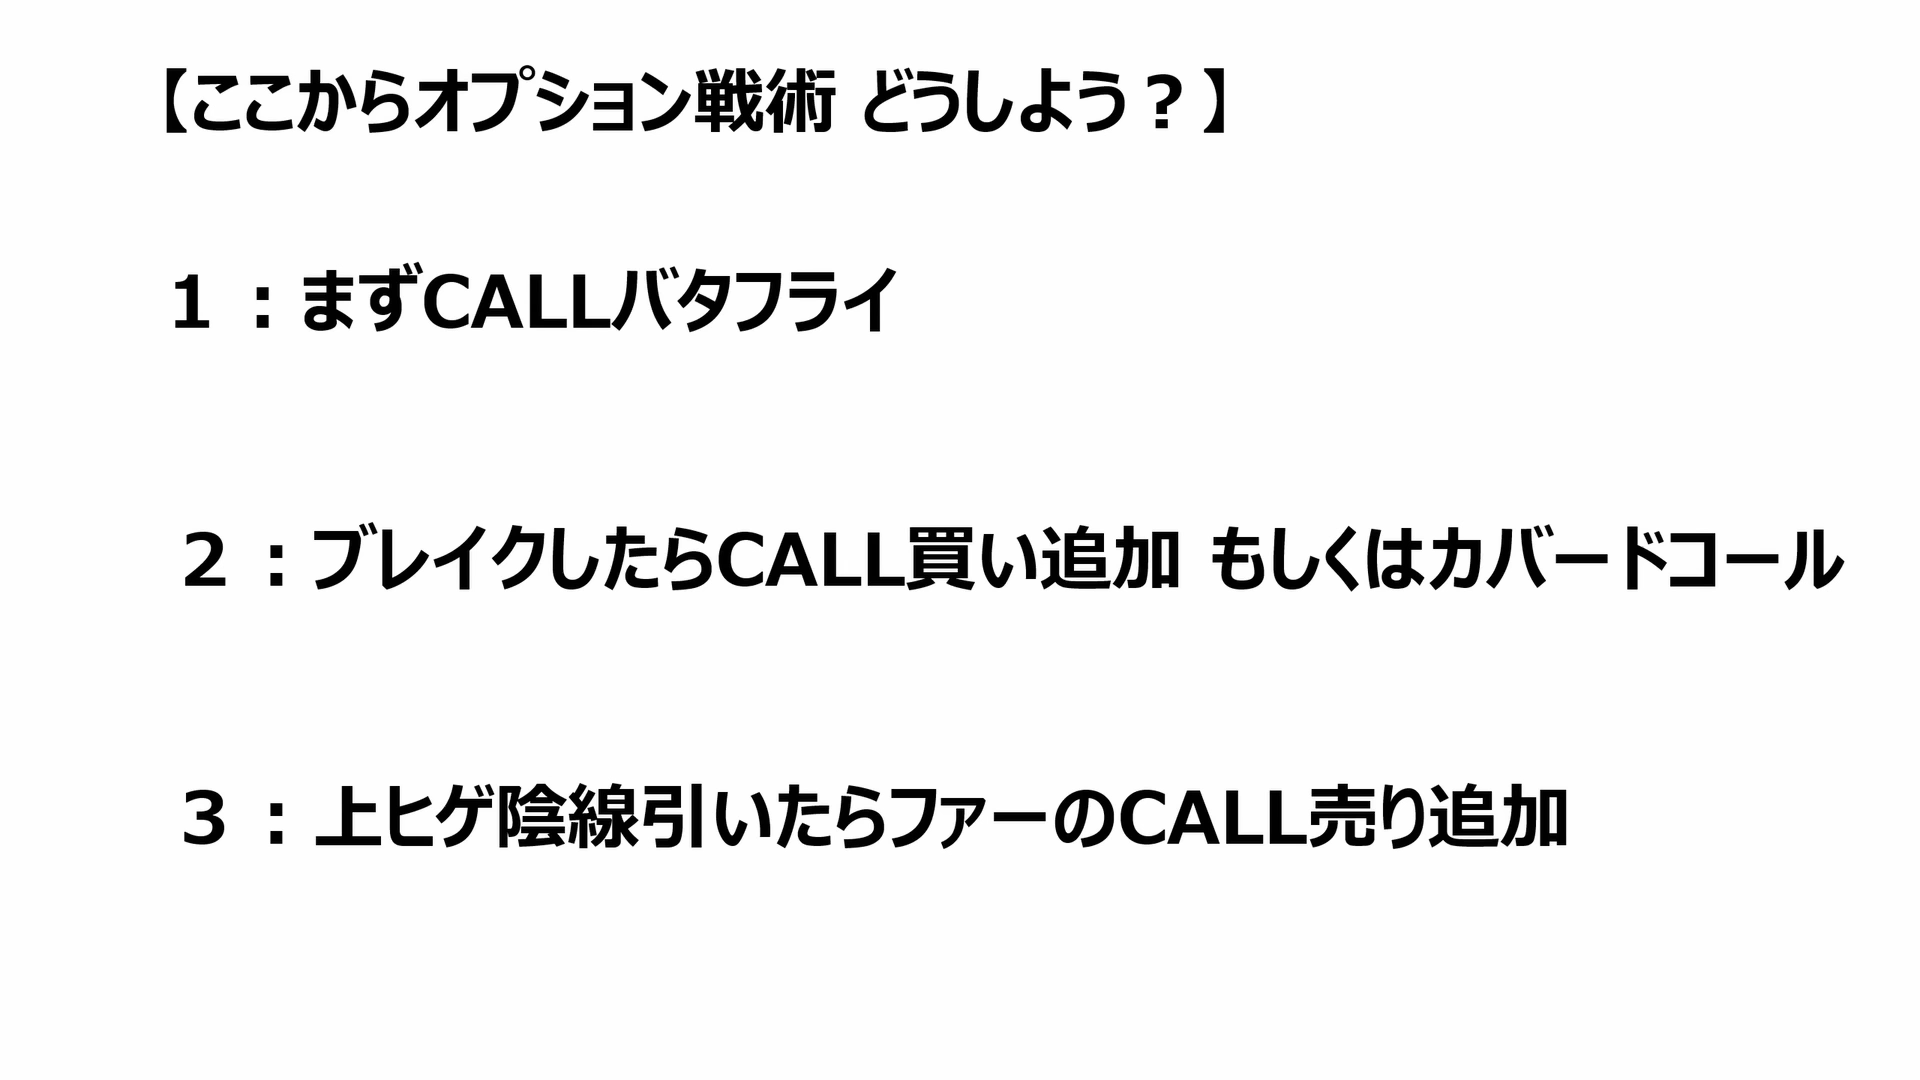 【ここからオプション戦術 どうしよう？】
１：まずCALLバタフライ
２：ブレイクしたらCALL買い追加 もしくはカバードコール
３：上ヒゲ陰線引いたらファーのCALL売り追加